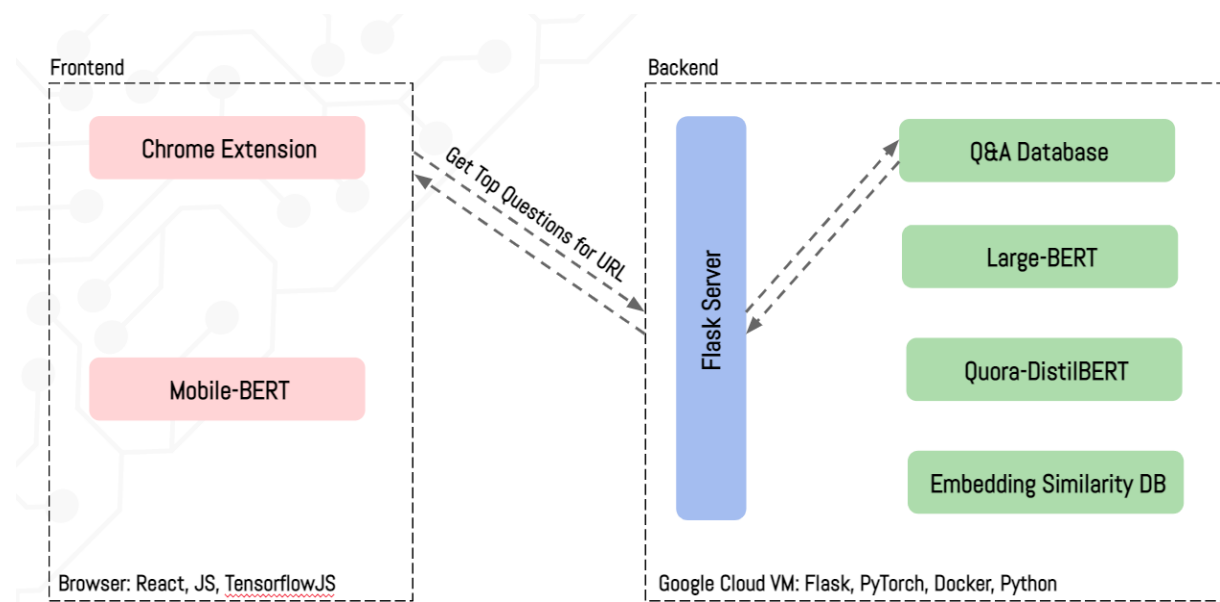 Frontend
Chrome Extension
Mobile-BERT
Browser: React, JS, TensorflowJS
Get Top Questions for URL
Backend
Flask Server
Q&A Database
Large-BERT
Quora-DistilBERT
Embedding Similarity DB
Google Cloud VM: Flask, PyTorch, Docker, Python